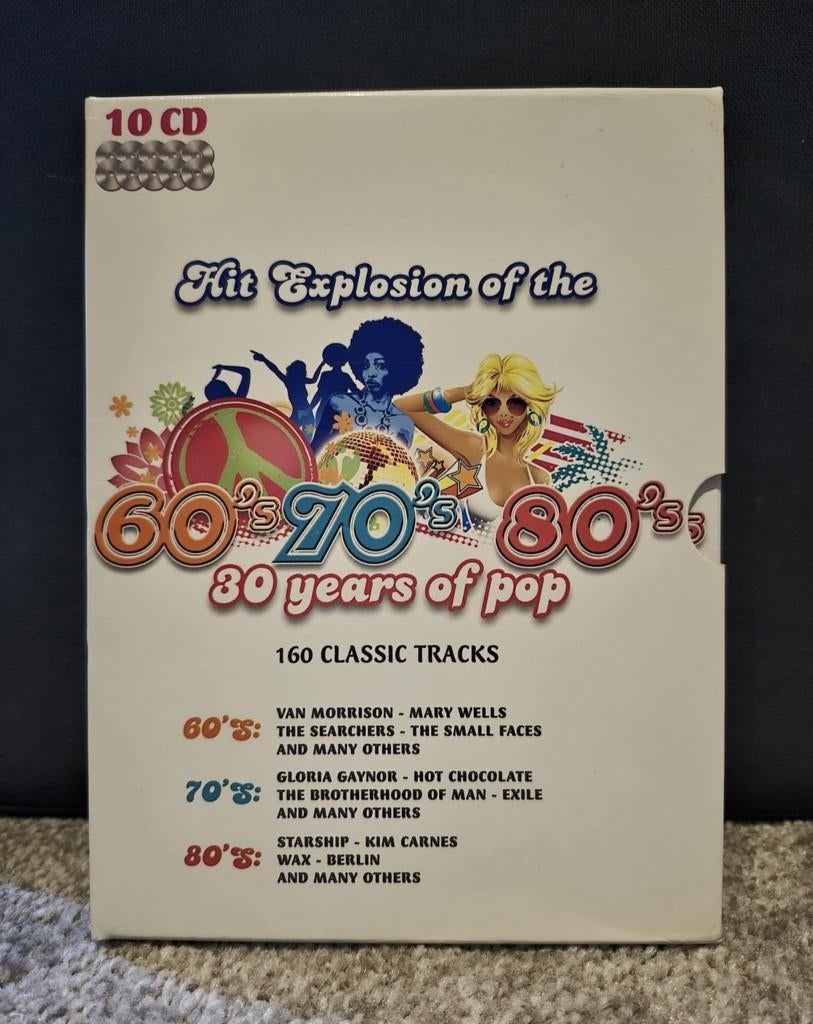 10 CD
Hit Explosion of the
60's 70's 80's s
30 years of pop
160 CLASSIC TRACKS
60'S: VAN MORRISON - MARY WELLS
THE SEARCHERS - THE SMALL FACES
AND MANY OTHERS
70'S: GLORIA GAYNOR - HOT CHOCOLATE
THE BROTHERHOOD OF MAN - EXILE
AND MANY OTHERS
80'S: STARSHIP - KIM CARNES
WAX - BERLIN
AND MANY OTHERS